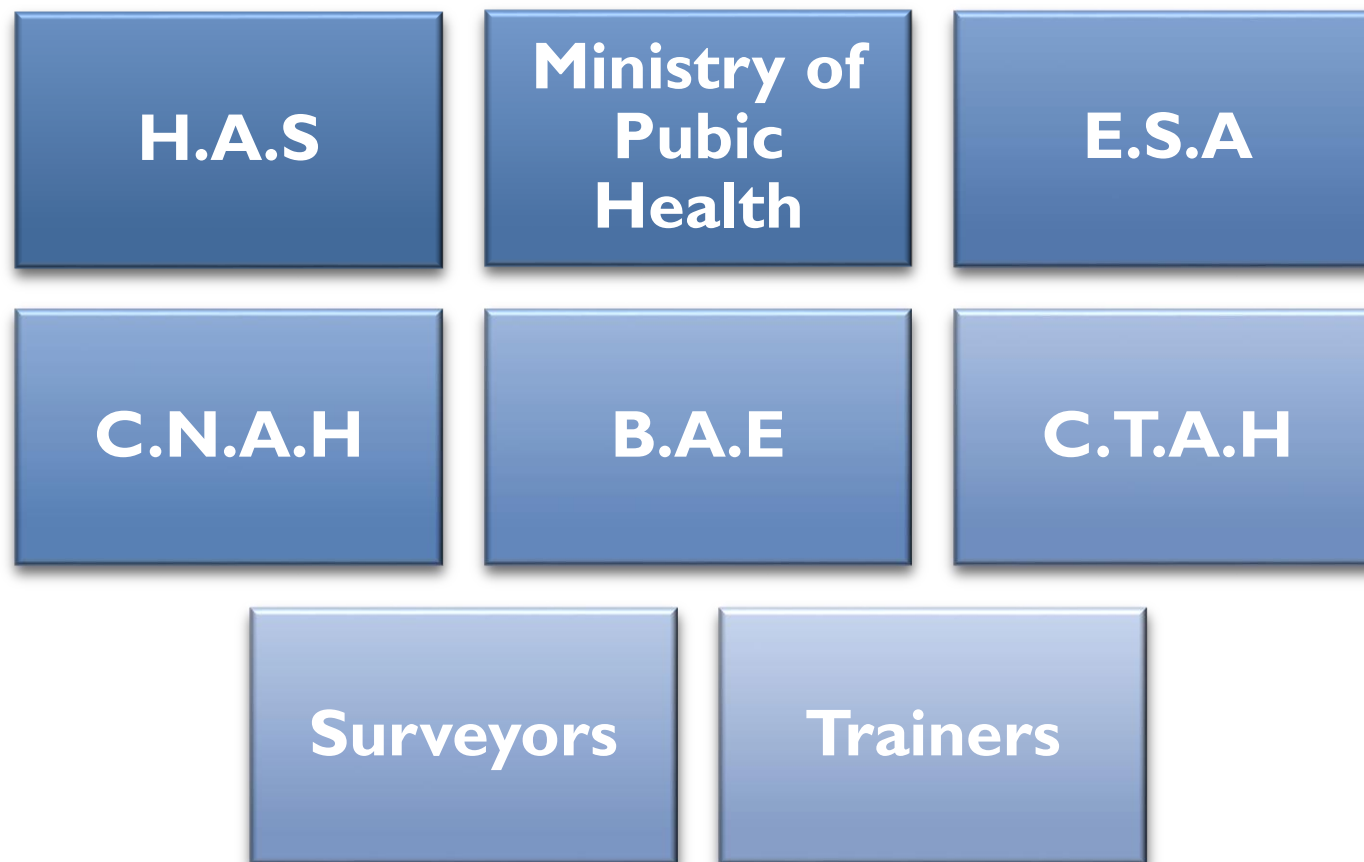 H.A.S
Ministry of
Pubic
Health
E.S.A
C.N.A.H
B.A.E
C.T.A.H
Surveyors
Trainers